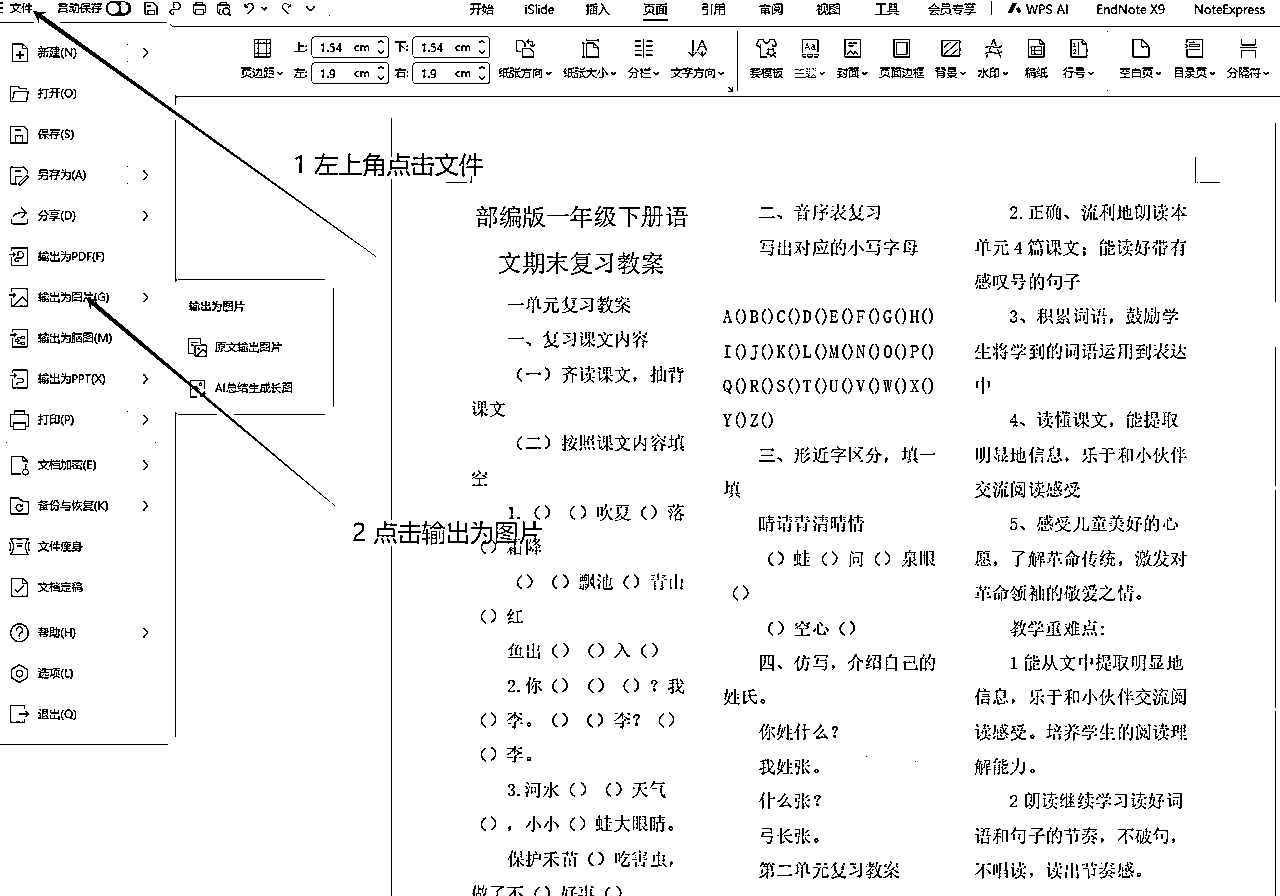 文件
自动保存
开始
iSlide
插入
页面
引用
审阅
视图
工具
会员专享
WPS AI
EndNote X9
NoteExpress
页边距
上: 1.54 cm
下: 1.54 cm
左: 1.9 cm
右: 1.9 cm
纸张方向
纸张大小
分栏
文字方向
套模板
主题
封面
页面边框
背景
水印
稿纸
行号
空白页
目录页
分隔符
新建(N)
打开(O)
保存(S)
另存为(A)
分享(D)
输出为PDF(F)
输出为图片(G)
输出为脑图(M)
输出为PPT(X)
打印(P)
文档加密(E)
备份与恢复(K)
文件瘦身
文档定稿
帮助(H)
选项(L)
退出(Q)
输出为图片
原文输出图片
AI总结生成长图
1 左上角点击文件
2 点击输出为图片
部编版一年级下册语
文期末复习教案
一单元复习教案
一、复习课文内容
（一）齐读课文，抽背
课文
（二）按照课文内容填
空
1.（）（）吹夏（）落
（）霜降
（）（）飘池（）青山
（）红
鱼出（）（）入（）
2.你（）（）（）？我
（）李。（）（）李？（）
（）李。
3.河水（）（）天气
（），小小（）蛙大眼睛。
保护禾苗（）吃害虫，
做了不（）好事（）
二、音序表复习
写出对应的小写字母
A()B()C()D()E()F()G()H()
I()J()K()L()M()N()O()P()
Q()R()S()T()U()V()W()X()
Y()Z()
三、形近字区分，填一
填
睛请青清晴情
（）蛙（）问（）泉眼
（）
（）空心（）
四、仿写，介绍自己的
姓氏。
你姓什么？
我姓张。
什么张？
弓长张。
第二单元复习教案
2.正确、流利地朗读本
单元4篇课文；能读好带有
感叹号的句子
3、积累词语，鼓励学
生将学到的词语运用到表达
中
4、读懂课文，能提取
明显地信息，乐于和小伙伴
交流阅读感受
5、感受儿童美好的心
愿，了解革命传统，激发对
革命领袖的敬爱之情。
教学重难点：
1能从文中提取明显地
信息，乐于和小伙伴交流阅
读感受。培养学生的阅读理
解能力。
2朗读继续学习读好词
语和句子的节奏，不破句，
不唱读，读出节奏感。